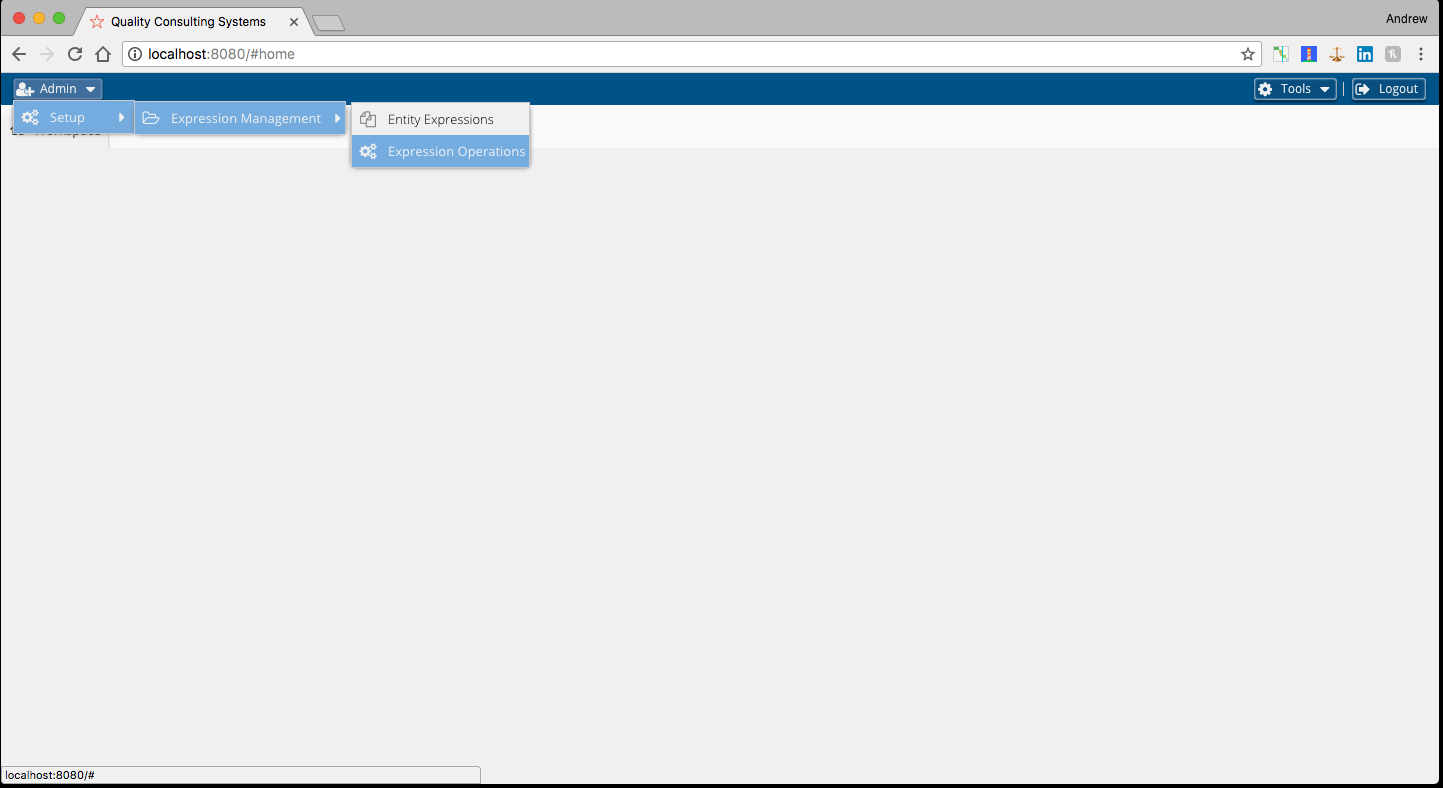 Quality Consulting Systems
Andrew
localhost:8080/#home
Admin
Tools
Logout
Setup
Expression Management
Entity Expressions
Workspace
Expression Operations
localhost:8080/#